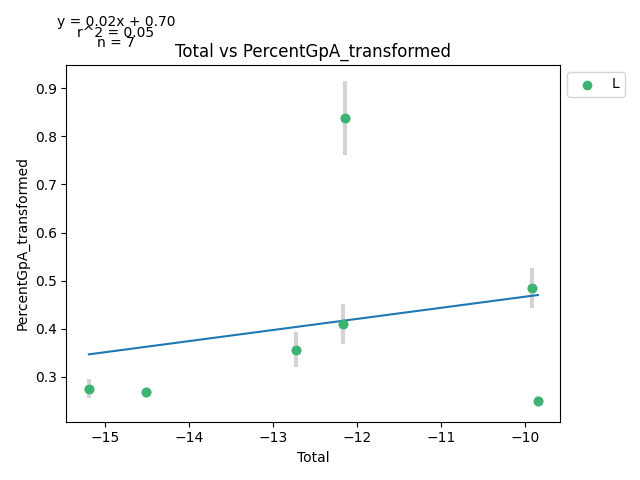 y = 0.02x + 0.70
r^2 = 0.05
n = 7
Total vs PercentGpA_transformed
L
PercentGpA_transformed
0.9
0.8
0.7
0.6
0.5
0.4
0.3
−15
−14
−13
−12
−11
−10
Total